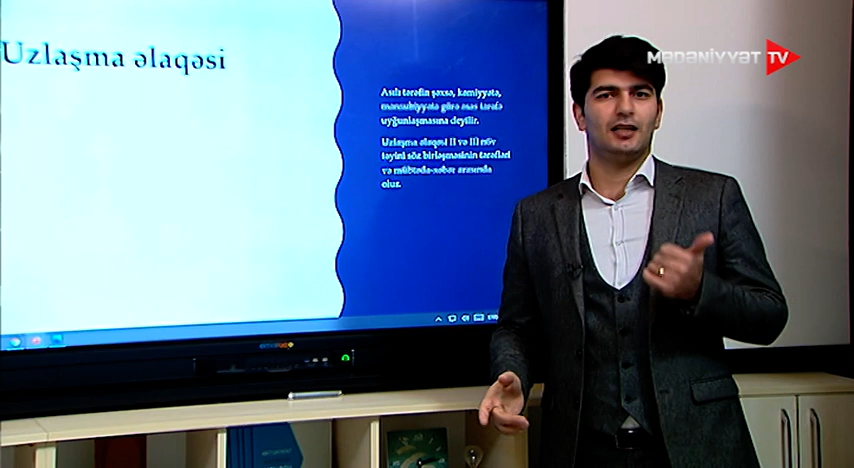 MƏDƏNİYYƏT TV
Uzlaşma əlaqəsi
Asılı tərəfin şəxsə, kəmiyyətə,
mənsubiyyətə görə əsas tərəfə
uyğunlaşmasına deyilir.
Uzlaşma əlaqəsi II və III növ
təyini söz birləşməsinin tərəfləri
və mübtəda-xəbər arasında
olur.